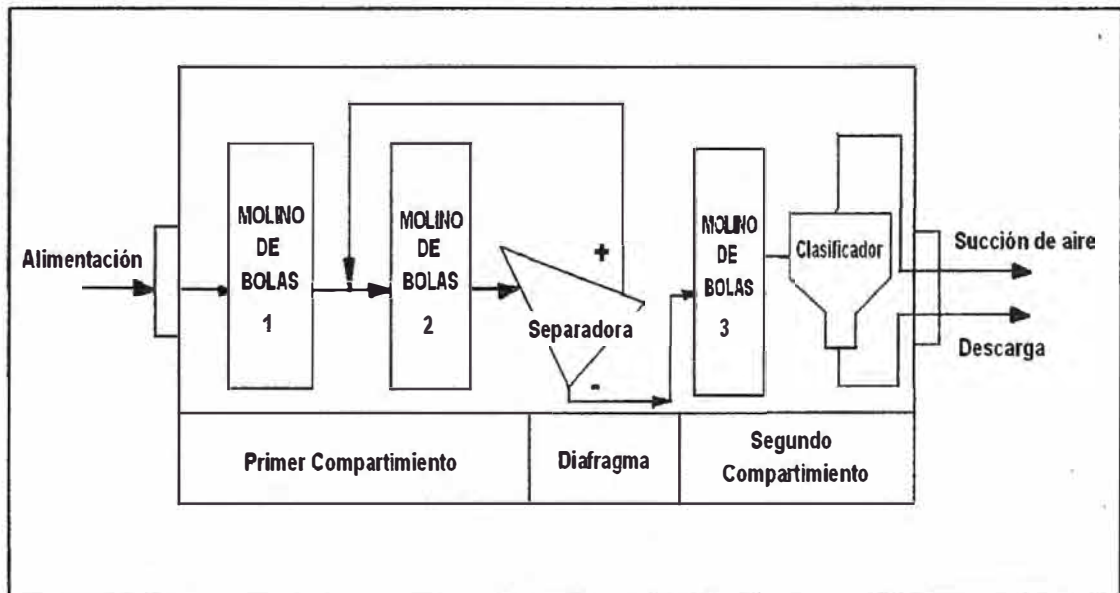 Alimentación
MOLINO
DE
BOLAS
1
MOLINO
DE
BOLAS
2
+
Separadora
-
MOLINO
DE
BOLAS
3
Clasificador
Succión de aire
Descarga
Primer Compartimiento
Diafragma
Segundo
Compartimiento